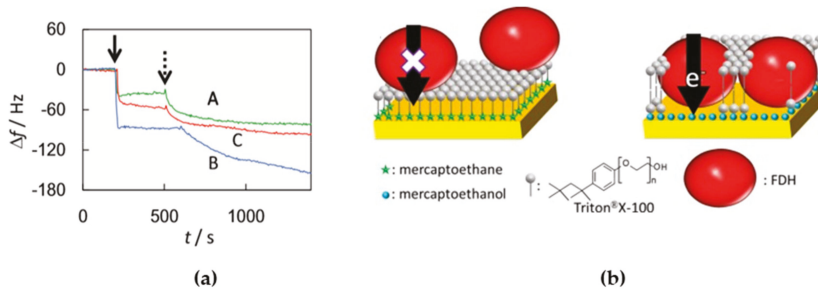 60
0
-60
-120
-180
Δf / Hz
A
C
B
0
500
1000
t / s
(a)
e⁻
★: mercaptoethane
: mercaptoethanol
:
O
OH
n
Triton®X-100
: FDH
(b)